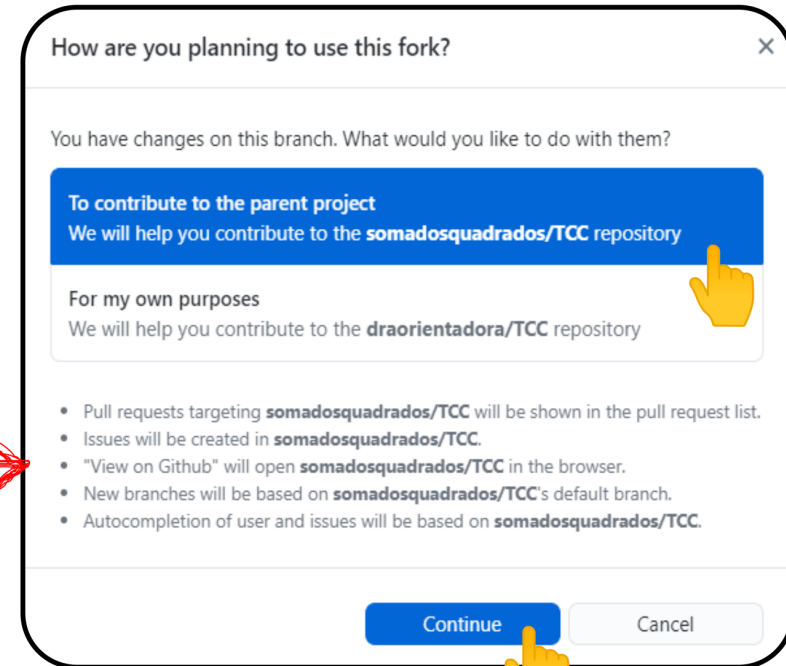 How are you planning to use this fork?
You have changes on this branch. What would you like to do with them?
To contribute to the parent project
We will help you contribute to the somadosquadrados/TCC repository
For my own purposes
We will help you contribute to the draorientadora/TCC repository
• Pull requests targeting somadosquadrados/TCC will be shown in the pull request list.
• Issues will be created in somadosquadrados/TCC.
• "View on Github" will open somadosquadrados/TCC in the browser.
• New branches will be based on somadosquadrados/TCC's default branch.
• Autocompletion of user and issues will be based on somadosquadrados/TCC.
Continue
Cancel